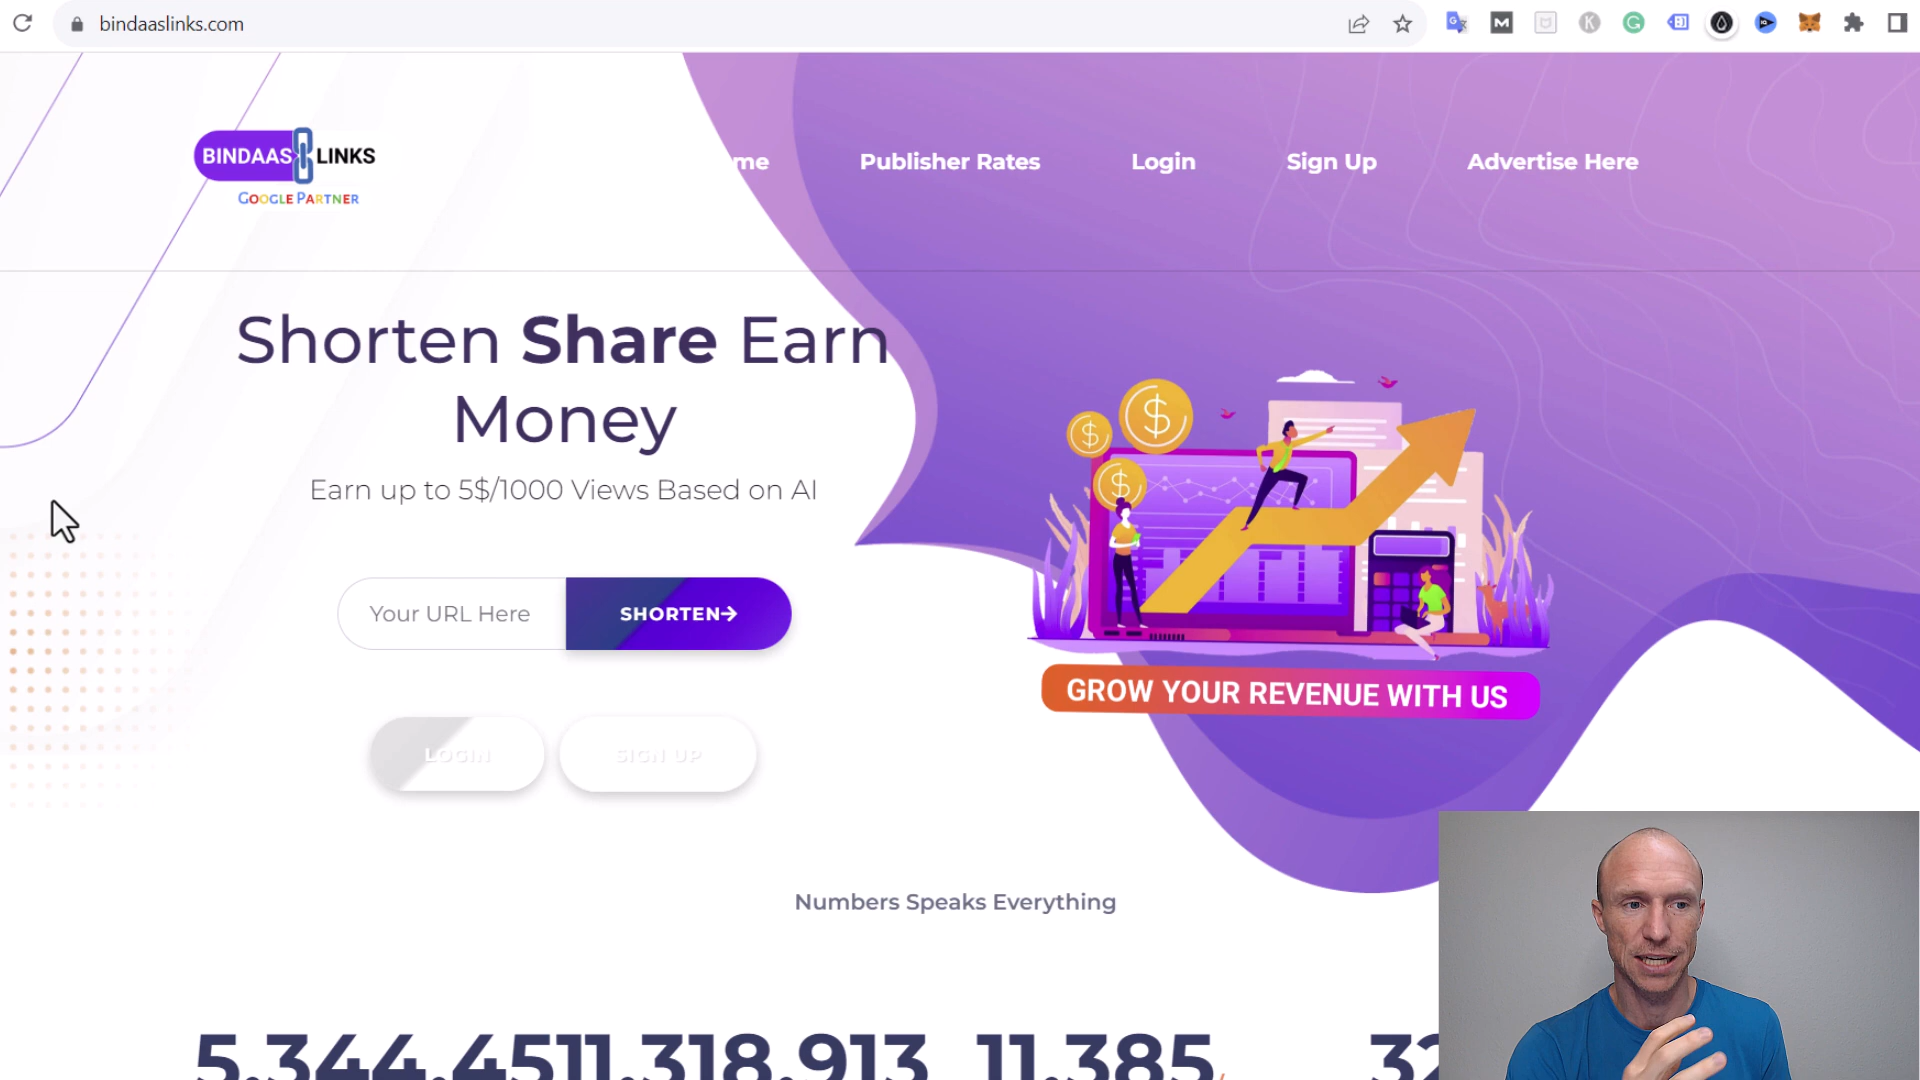 bindaaslinks.com
BINDAAS LINKS
GOOGLE PARTNER
me
Publisher Rates
Login
Sign Up
Advertise Here
Shorten Share Earn
Money
Earn up to 5$/1000 Views Based on AI
Your URL Here
SHORTEN
LOGIN
SIGN UP
GROW YOUR REVENUE WITH US
Numbers Speaks Everything
5.344.4511.318.913 11.385 32